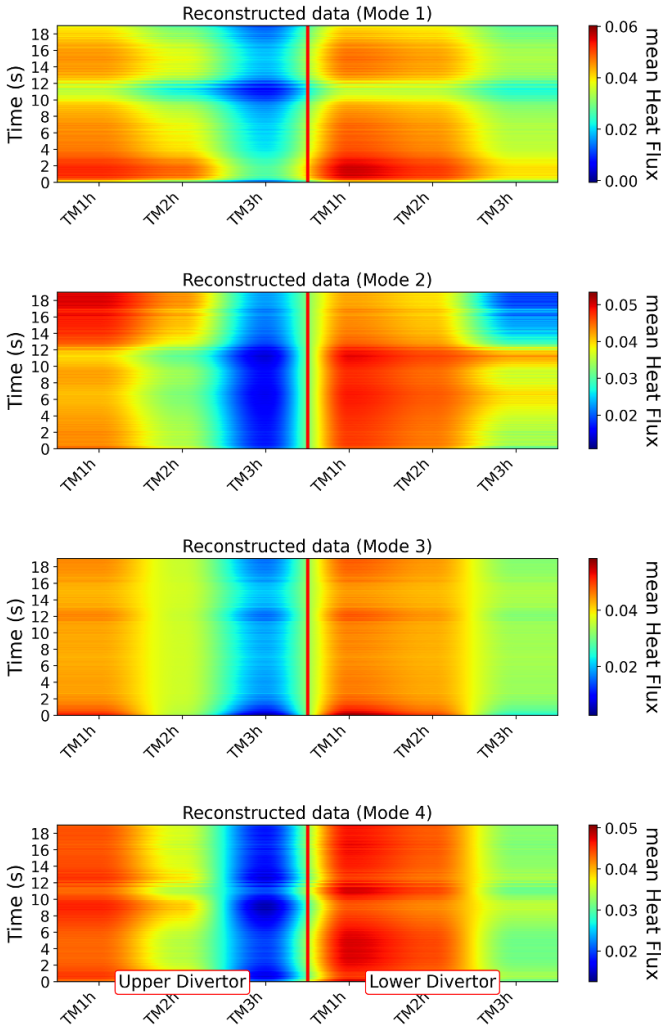 Reconstructed data (Mode 1)
Time (s)
18
16
14
12
10
8
6
4
2
0
TM1h
TM2h
TM3h
TM1h
TM2h
TM3h
0.06
0.04
0.02
0.00
mean Heat Flux
Reconstructed data (Mode 2)
Time (s)
18
16
14
12
10
8
6
4
2
0
TM1h
TM2h
TM3h
TM1h
TM2h
TM3h
0.05
0.04
0.03
0.02
mean Heat Flux
Reconstructed data (Mode 3)
Time (s)
18
16
14
12
10
8
6
4
2
0
TM1h
TM2h
TM3h
TM1h
TM2h
TM3h
0.04
0.02
mean Heat Flux
Reconstructed data (Mode 4)
Time (s)
18
16
14
12
10
8
6
4
2
0
TM1h
TM2h
TM3h
TM1h
TM2h
TM3h
0.05
0.04
0.03
0.02
mean Heat Flux
Upper Divertor
Lower Divertor